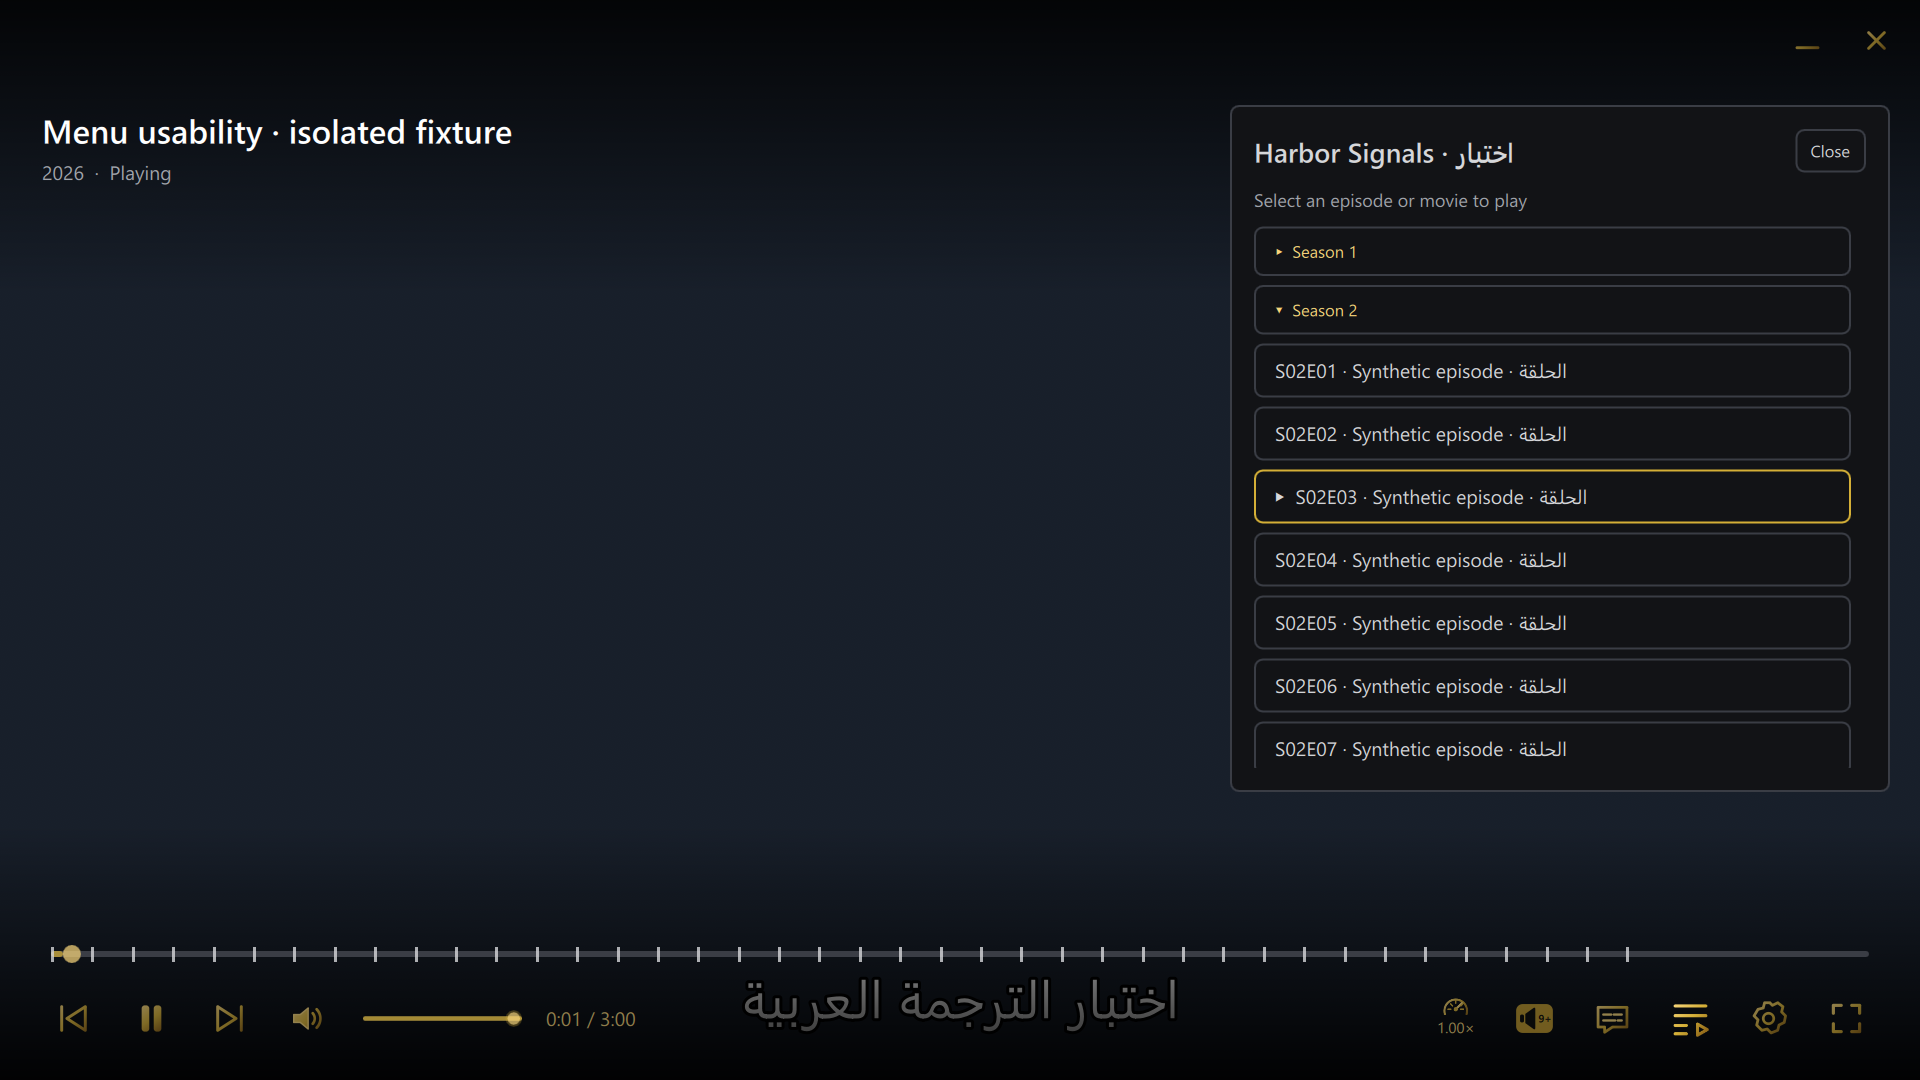 Menu usability · isolated fixture
2026 · Playing
Harbor Signals · اختبار
Close
Select an episode or movie to play
▸ Season 1
▾ Season 2
S02E01 · Synthetic episode · الحلقة
S02E02 · Synthetic episode · الحلقة
▶ S02E03 · Synthetic episode · الحلقة
S02E04 · Synthetic episode · الحلقة
S02E05 · Synthetic episode · الحلقة
S02E06 · Synthetic episode · الحلقة
S02E07 · Synthetic episode · الحلقة
اختبار الترجمة العربية
0:01 / 3:00
1.00×
9+